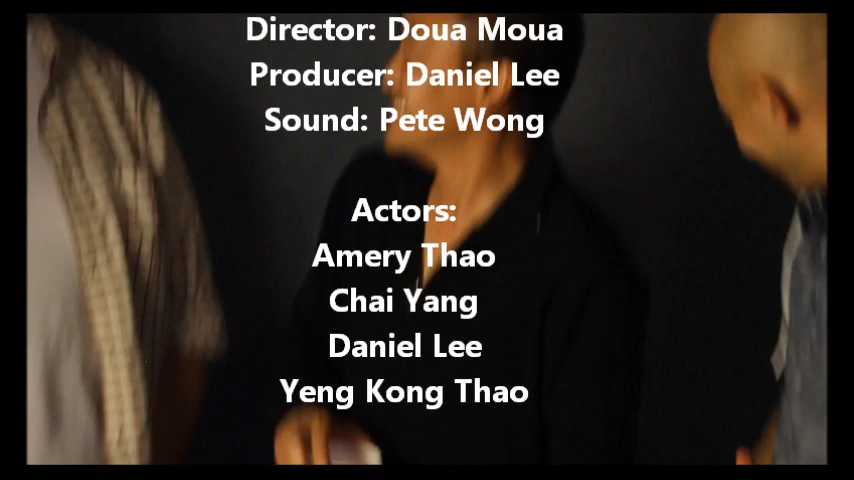 Director: Doua Moua
Producer: Daniel Lee
Sound: Pete Wong
Actors:
Amery Thao
Chai Yang
Daniel Lee
Yeng Kong Thao